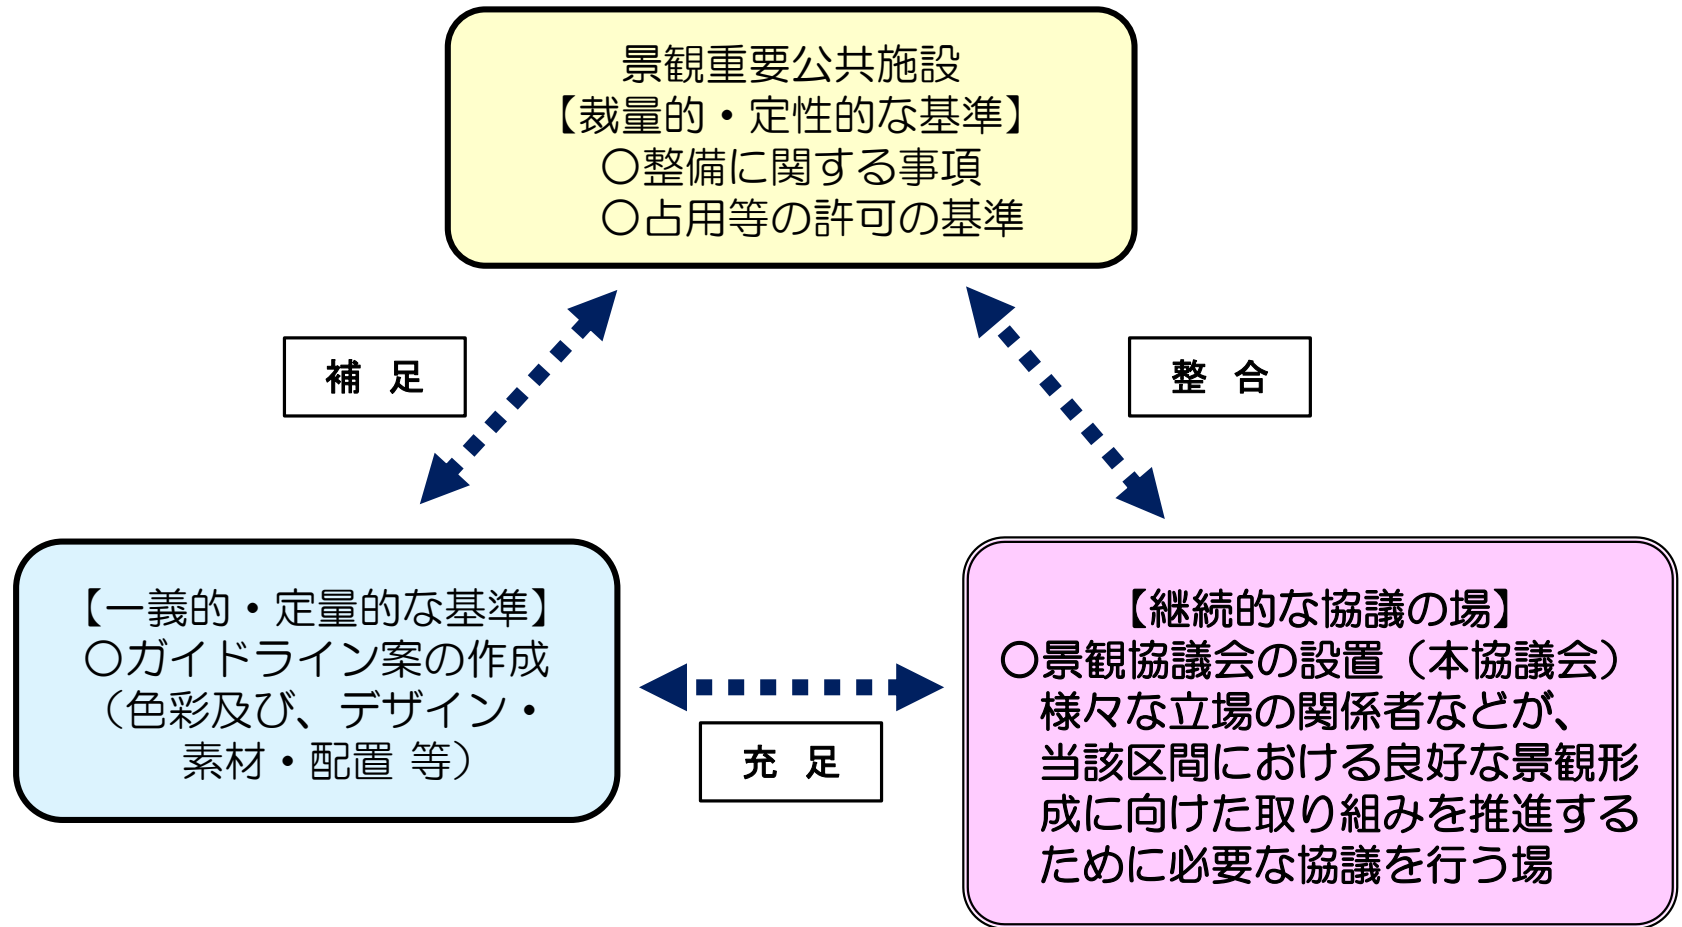 景観重要公共施設
【裁量的・定性的な基準】
〇整備に関する事項
〇占用等の許可の基準
補 足
整 合
【一義的・定量的な基準】
〇ガイドライン案の作成
（色彩及び、デザイン・
素材・配置 等）
充 足
【継続的な協議の場】
〇景観協議会の設置（本協議会）
様々な立場の関係者などが、
当該区間における良好な景観形
成に向けた取り組みを推進する
ために必要な協議を行う場